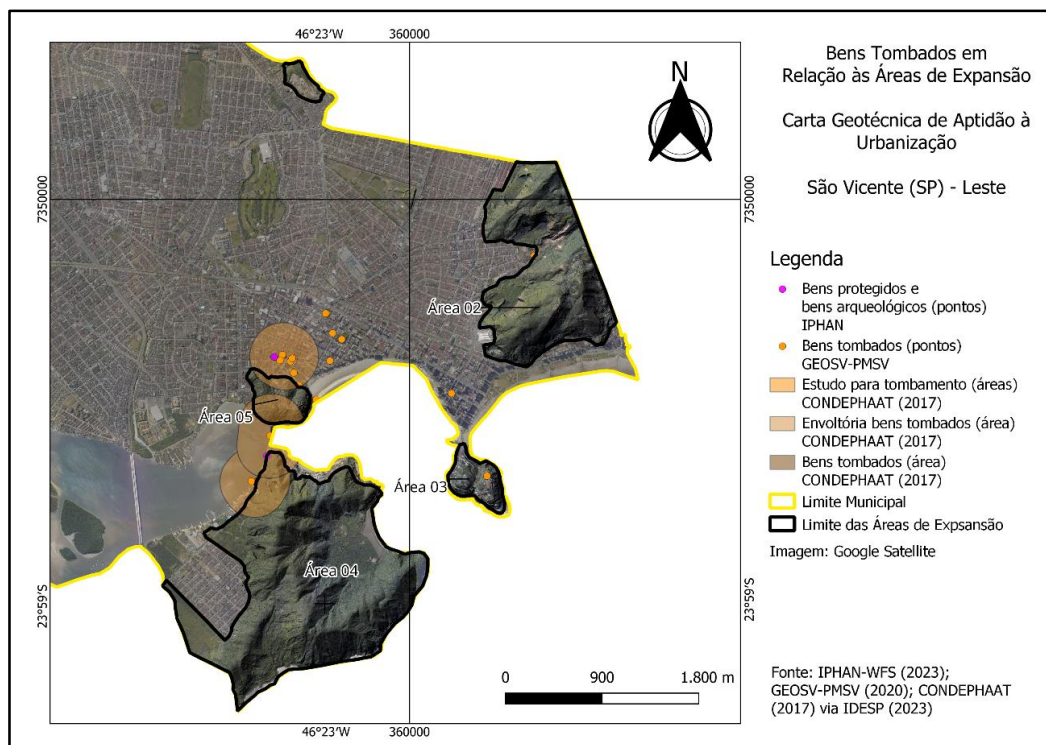 46°23'W
360000
Bens Tombados em
Relação às Áreas de Expansão
Carta Geotécnica de Aptidão à
Urbanização
São Vicente (SP) - Leste
N
7350000
7350000
Legenda
Bens protegidos e
bens arqueológicos (pontos)
IPHAN
Bens tombados (pontos)
GEOSV-PMSV
Estudo para tombamento (áreas)
CONDEPHAAT (2017)
Envoltória bens tombados (área)
CONDEPHAAT (2017)
Bens tombados (área)
CONDEPHAAT (2017)
Limite Municipal
Limite das Áreas de Expsansão
Imagem: Google Satellite
Área 02
Área 05
Área 03
Área 04
23°59'S
23°59'S
0 900 1.800 m
Fonte: IPHAN-WFS (2023);
GEOSV-PMSV (2020); CONDEPHAAT
(2017) via IDESP (2023)
46°23'W
360000